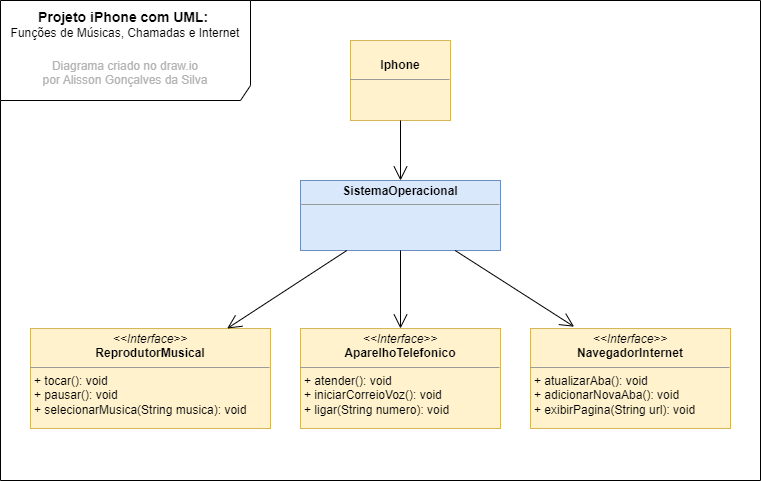 Projeto iPhone com UML:
Funções de Músicas, Chamadas e Internet
Diagrama criado no draw.io
por Alisson Gonçalves da Silva
Iphone
SistemaOperacional
<<Interface>>
ReprodutorMusical
+ tocar(): void
+ pausar(): void
+ selecionarMusica(String musica): void
<<Interface>>
AparelhoTelefonico
+ atender(): void
+ iniciarCorreioVoz(): void
+ ligar(String numero): void
<<Interface>>
NavegadorInternet
+ atualizarAba(): void
+ adicionarNovaAba(): void
+ exibirPagina(String url): void